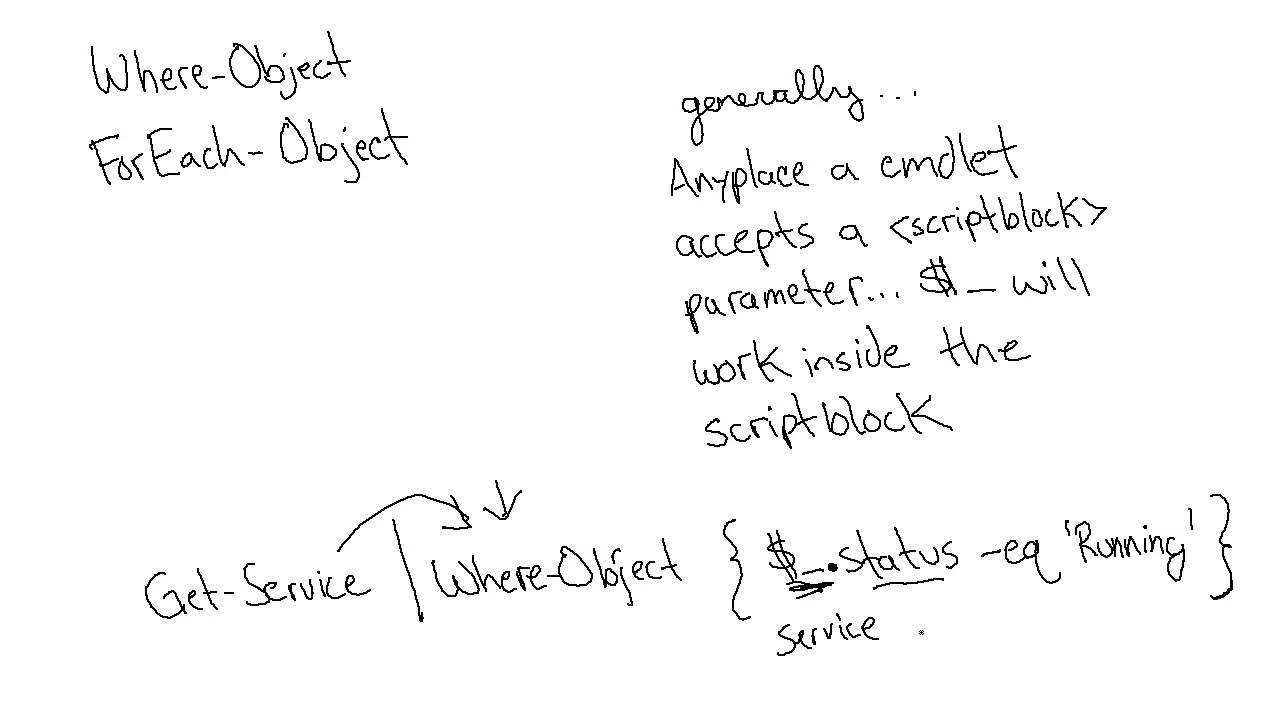 Where-Object
ForEach-Object
generally...
Anyplace a cmdlet
accepts a <scriptblock>
parameter... $_ will
work inside the
scriptblock
Get-Service | Where-Object { $_.status -eq 'Running' }
service